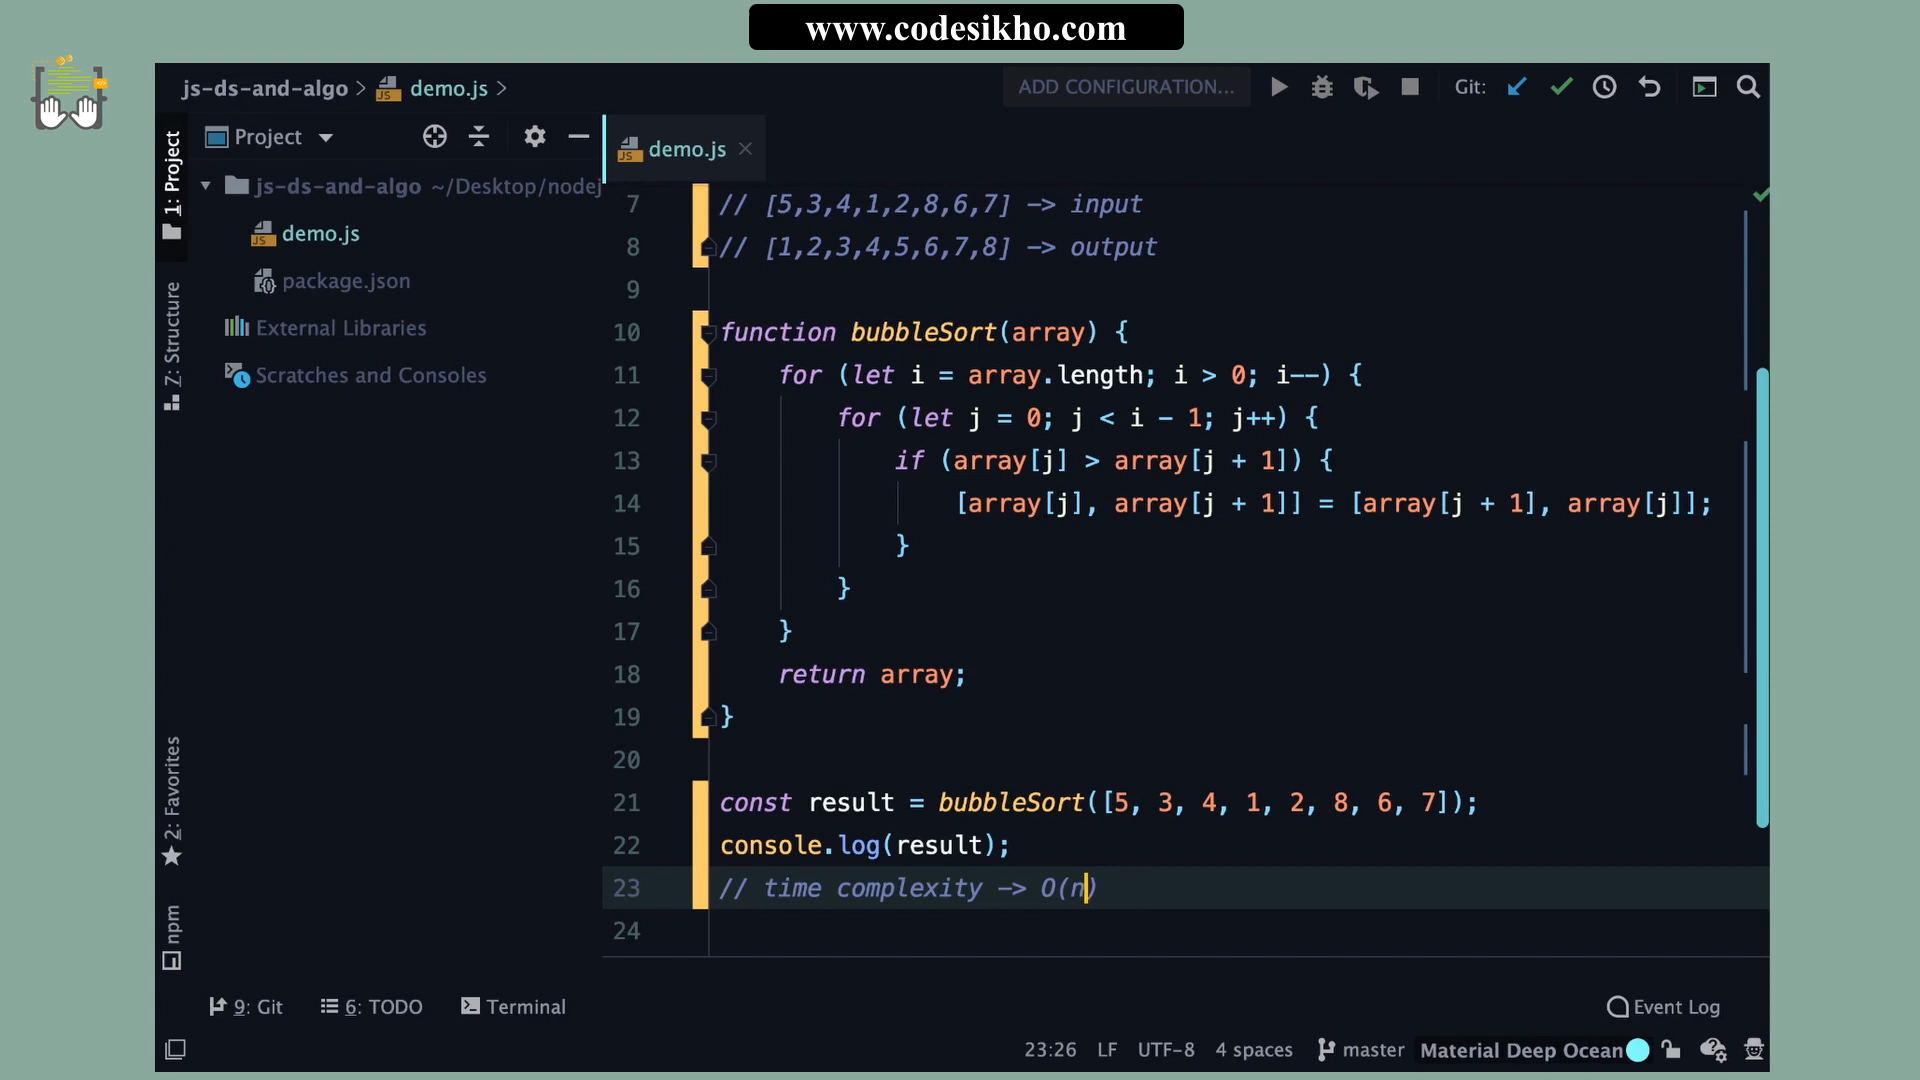 www.codesikho.com
js-ds-and-algo > demo.js >
ADD CONFIGURATION...
Git:
1: Project
Project
demo.js
js-ds-and-algo ~/Desktop/nodej
demo.js
package.json
External Libraries
Scratches and Consoles
Z: Structure
2: Favorites
npm
7 // [5,3,4,1,2,8,6,7] -> input
8 // [1,2,3,4,5,6,7,8] -> output
9
10 function bubbleSort(array) {
11 for (let i = array.length; i > 0; i--) {
12 for (let j = 0; j < i - 1; j++) {
13 if (array[j] > array[j + 1]) {
14 [array[j], array[j + 1]] = [array[j + 1], array[j]];
15 }
16 }
17 }
18 return array;
19 }
20
21 const result = bubbleSort([5, 3, 4, 1, 2, 8, 6, 7]);
22 console.log(result);
23 // time complexity -> O(n)
24
9: Git
6: TODO
Terminal
Event Log
23:26 LF UTF-8 4 spaces master Material Deep Ocean